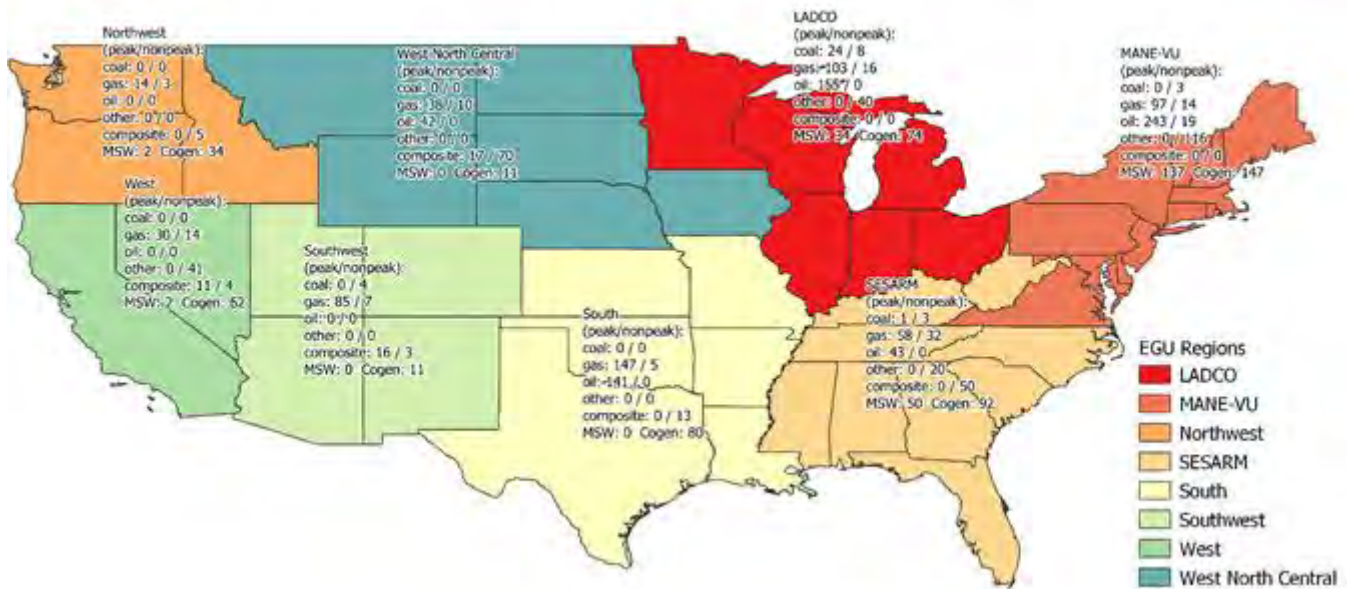 Northwest
(peak/nonpeak):
coal: 0 / 0
gas: 14 / 3
oil: 0 / 0
other: 0 / 0
composite: 0 / 5
MSW: 2 Cogen: 34
West North Central
(peak/nonpeak):
coal: 0 / 0
gas: 38 / 10
oil: 42 / 0
other: 0 / 0
composite: 17 / 70
MSW: 0 Cogen: 11
LADCO
(peak/nonpeak):
coal: 24 / 8
gas: 103 / 16
oil: 155 / 0
other: 0 / 40
composite: 0 / 0
MSW: 34 Cogen: 74
MANE-VU
(peak/nonpeak):
coal: 0 / 3
gas: 97 / 14
oil: 243 / 19
other: 0 / 116
composite: 0 / 0
MSW: 137 Cogen: 147
West
(peak/nonpeak):
coal: 0 / 0
gas: 30 / 14
oil: 0 / 0
other: 0 / 41
composite: 11 / 4
MSW: 2 Cogen: 62
Southwest
(peak/nonpeak):
coal: 0 / 4
gas: 85 / 7
oil: 0 / 0
other: 0 / 0
composite: 16 / 3
MSW: 0 Cogen: 11
South
(peak/nonpeak):
coal: 0 / 0
gas: 147 / 5
oil: 141 / 0
other: 0 / 0
composite: 0 / 13
MSW: 0 Cogen: 80
SESARM
(peak/nonpeak):
coal: 1 / 3
gas: 58 / 32
oil: 43 / 0
other: 0 / 20
composite: 0 / 50
MSW: 50 Cogen: 92
EGU Regions
LADCO
MANE-VU
Northwest
SESARM
South
Southwest
West
West North Central